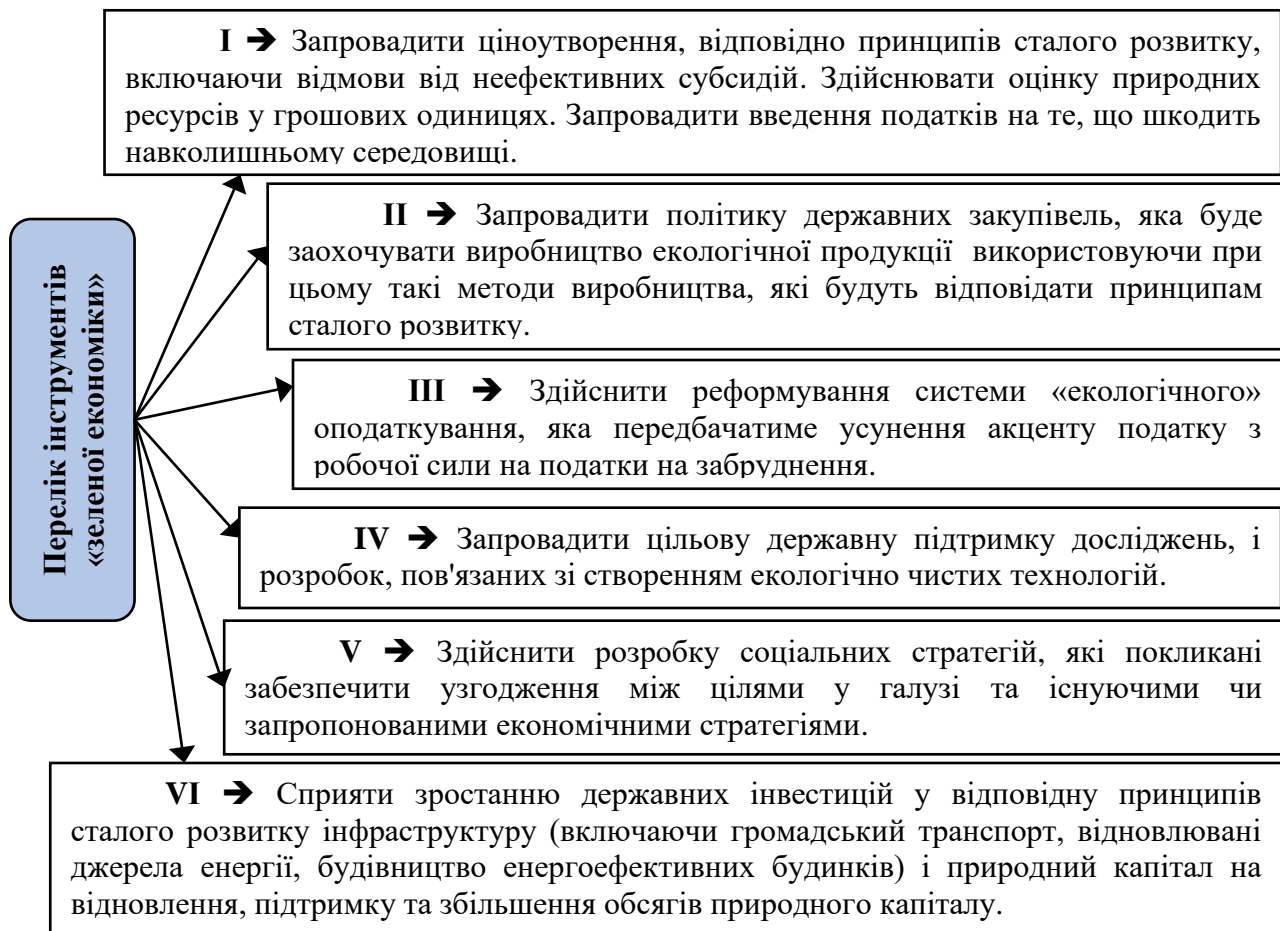 I ➔ Запровадити ціноутворення, відповідно принципів сталого розвитку,
включаючи відмови від неефективних субсидій. Здійснювати оцінку природних
ресурсів у грошових одиницях. Запровадити введення податків на те, що шкодить
навколишньому середовищі.
Перелік інструментів
«зеленої економіки»
II ➔ Запровадити політику державних закупівель, яка буде
заохочувати виробництво екологічної продукції використовуючи при
цьому такі методи виробництва, які будуть відповідати принципам
сталого розвитку.
III ➔ Здійснити реформування системи «екологічного»
оподаткування, яка передбачатиме усунення акценту податку з
робочої сили на податки на забруднення.
IV ➔ Запровадити цільову державну підтримку досліджень, і
розробок, пов'язаних зі створенням екологічно чистих технологій.
V ➔ Здійснити розробку соціальних стратегій, які покликані
забезпечити узгодження між цілями у галузі та існуючими чи
запропонованими економічними стратегіями.
VI ➔ Сприяти зростанню державних інвестицій у відповідну принципів
сталого розвитку інфраструктуру (включаючи громадський транспорт, відновлювані
джерела енергії, будівництво енергоефективних будинків) і природний капітал на
відновлення, підтримку та збільшення обсягів природного капіталу.